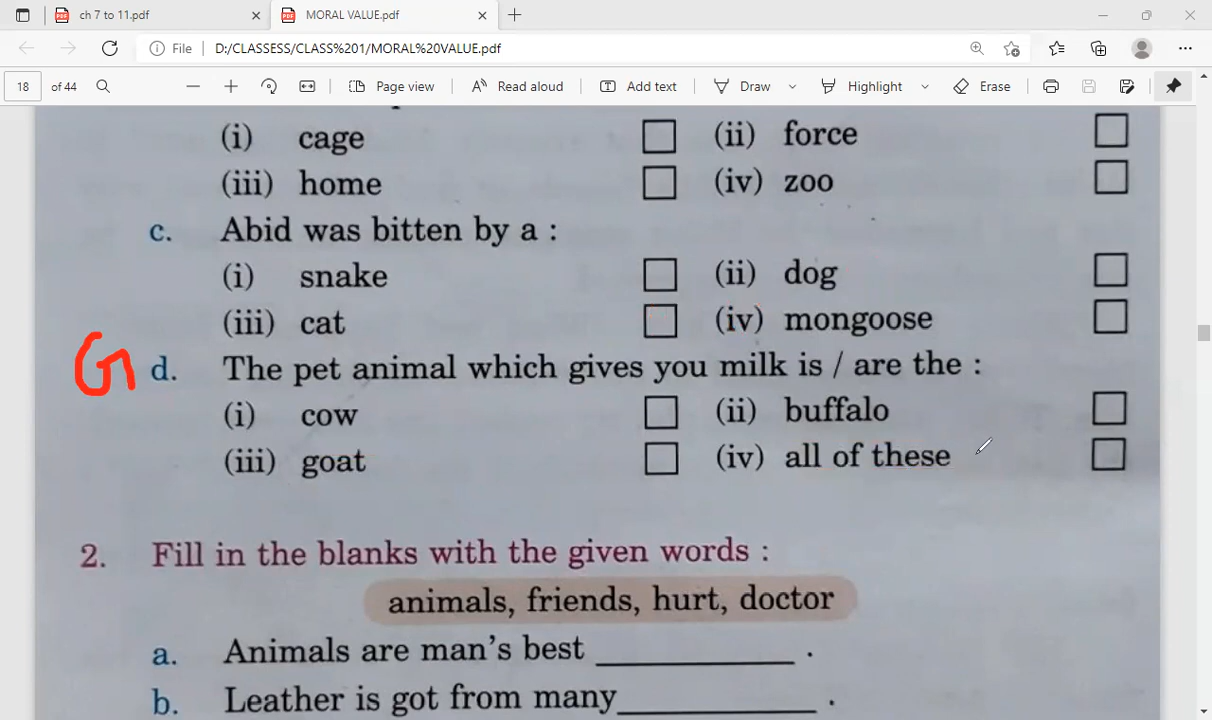 ch 7 to 11.pdf
MORAL VALUE.pdf
File D:/CLASSESS/CLASS%201/MORAL%20VALUE.pdf
18 of 44 Page view Read aloud Add text Draw Highlight Erase
(i) cage (ii) force
(iii) home (iv) zoo
c. Abid was bitten by a :
(i) snake (ii) dog
(iii) cat (iv) mongoose
G d. The pet animal which gives you milk is / are the :
(i) cow (ii) buffalo
(iii) goat (iv) all of these
2. Fill in the blanks with the given words :
animals, friends, hurt, doctor
a. Animals are man's best ____________ .
b. Leather is got from many____________ .